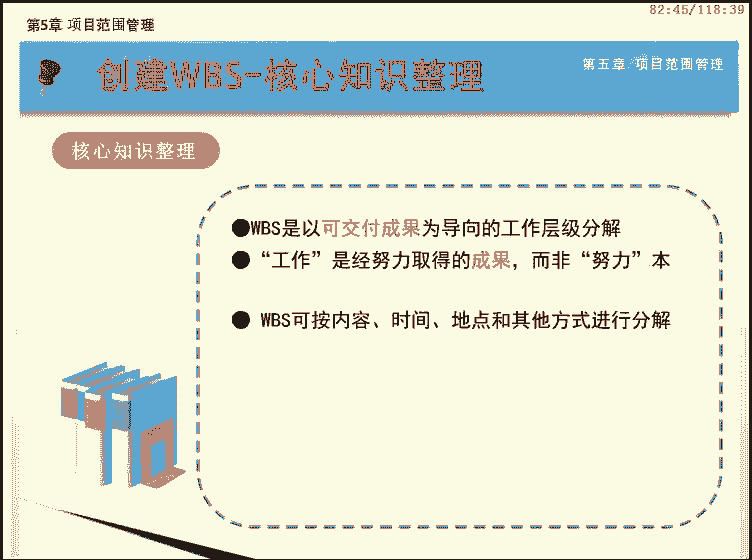 82:45/118:39
第5章 项目范围管理
创建WBS-核心知识整理
第五章 项目范围管理
核心知识整理
●WBS是以可交付成果为导向的工作层级分解
●“工作”是经努力取得的成果，而非“努力”本
● WBS可按内容、时间、地点和其他方式进行分解